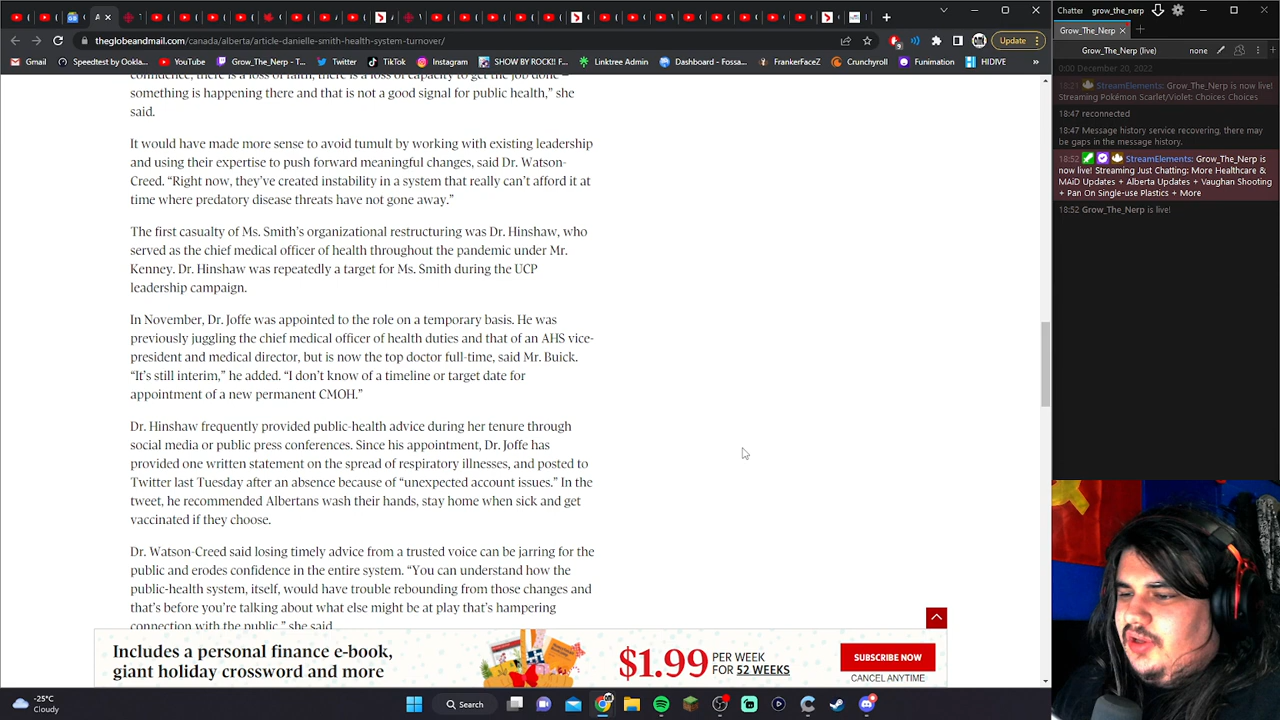 Update
theglobeandmail.com/canada/alberta/article-danielle-smith-health-system-turnover/
Gmail
Speedtest by Ookla...
YouTube
Grow_The_Nerp - T...
Twitter
TikTok
Instagram
SHOW BY ROCK!! F...
Linktree Admin
Dashboard - Fossa...
FrankerFaceZ
Crunchyroll
Funimation
HIDIVE
confidence, there is a loss of faith, there is a loss of capacity to get the job done –
something is happening there and that is not a good signal for public health,” she
said.
It would have made more sense to avoid tumult by working with existing leadership
and using their expertise to push forward meaningful changes, said Dr. Watson-
Creed. “Right now, they’ve created instability in a system that really can’t afford it at
time where predatory disease threats have not gone away.”
The first casualty of Ms. Smith’s organizational restructuring was Dr. Hinshaw, who
served as the chief medical officer of health throughout the pandemic under Mr.
Kenney. Dr. Hinshaw was repeatedly a target for Ms. Smith during the UCP
leadership campaign.
In November, Dr. Joffe was appointed to the role on a temporary basis. He was
previously juggling the chief medical officer of health duties and that of an AHS vice-
president and medical director, but is now the top doctor full-time, said Mr. Buick.
“It’s still interim,” he added. “I don’t know of a timeline or target date for
appointment of a new permanent CMOH.”
Dr. Hinshaw frequently provided public-health advice during her tenure through
social media or public press conferences. Since his appointment, Dr. Joffe has
provided one written statement on the spread of respiratory illnesses, and posted to
Twitter last Tuesday after an absence because of “unexpected account issues.” In the
tweet, he recommended Albertans wash their hands, stay home when sick and get
vaccinated if they choose.
Dr. Watson-Creed said losing timely advice from a trusted voice can be jarring for the
public and erodes confidence in the entire system. “You can understand how the
public-health system, itself, would have trouble rebounding from those changes and
that’s before you’re talking about what else might be at play that’s hampering
connection with the public,” she said.
Includes a personal finance e-book,
giant holiday crossword and more
$1.99 PER WEEK
FOR 52 WEEKS
SUBSCRIBE NOW
CANCEL ANYTIME
-25°C
Cloudy
Search
Chatter
grow_the_nerp
Grow_The_Nerp
Grow_The_Nerp (live)
none
0:00 December 20, 2022
18:21 StreamElements: Grow_The_Nerp is now live!
Streaming Pokémon Scarlet/Violet: Choices Choices
18:47 reconnected
18:47 Message history service recovering, there may
be gaps in the message history.
18:52 StreamElements: Grow_The_Nerp is
now live! Streaming Just Chatting: More Healthcare &
MAiD Updates + Alberta Updates + Vaughan Shooting
+ Pan On Single-use Plastics + More
18:52 Grow_The_Nerp is live!